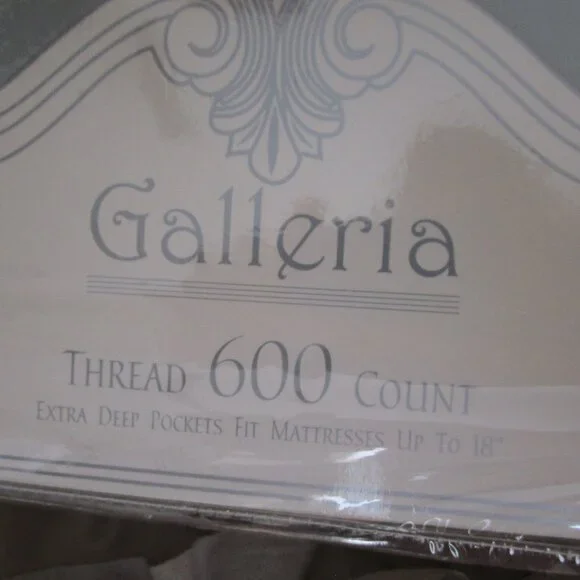 Galleria
THREAD 600 COUNT
EXTRA DEEP POCKETS FIT MATTRESSES UP TO 18"